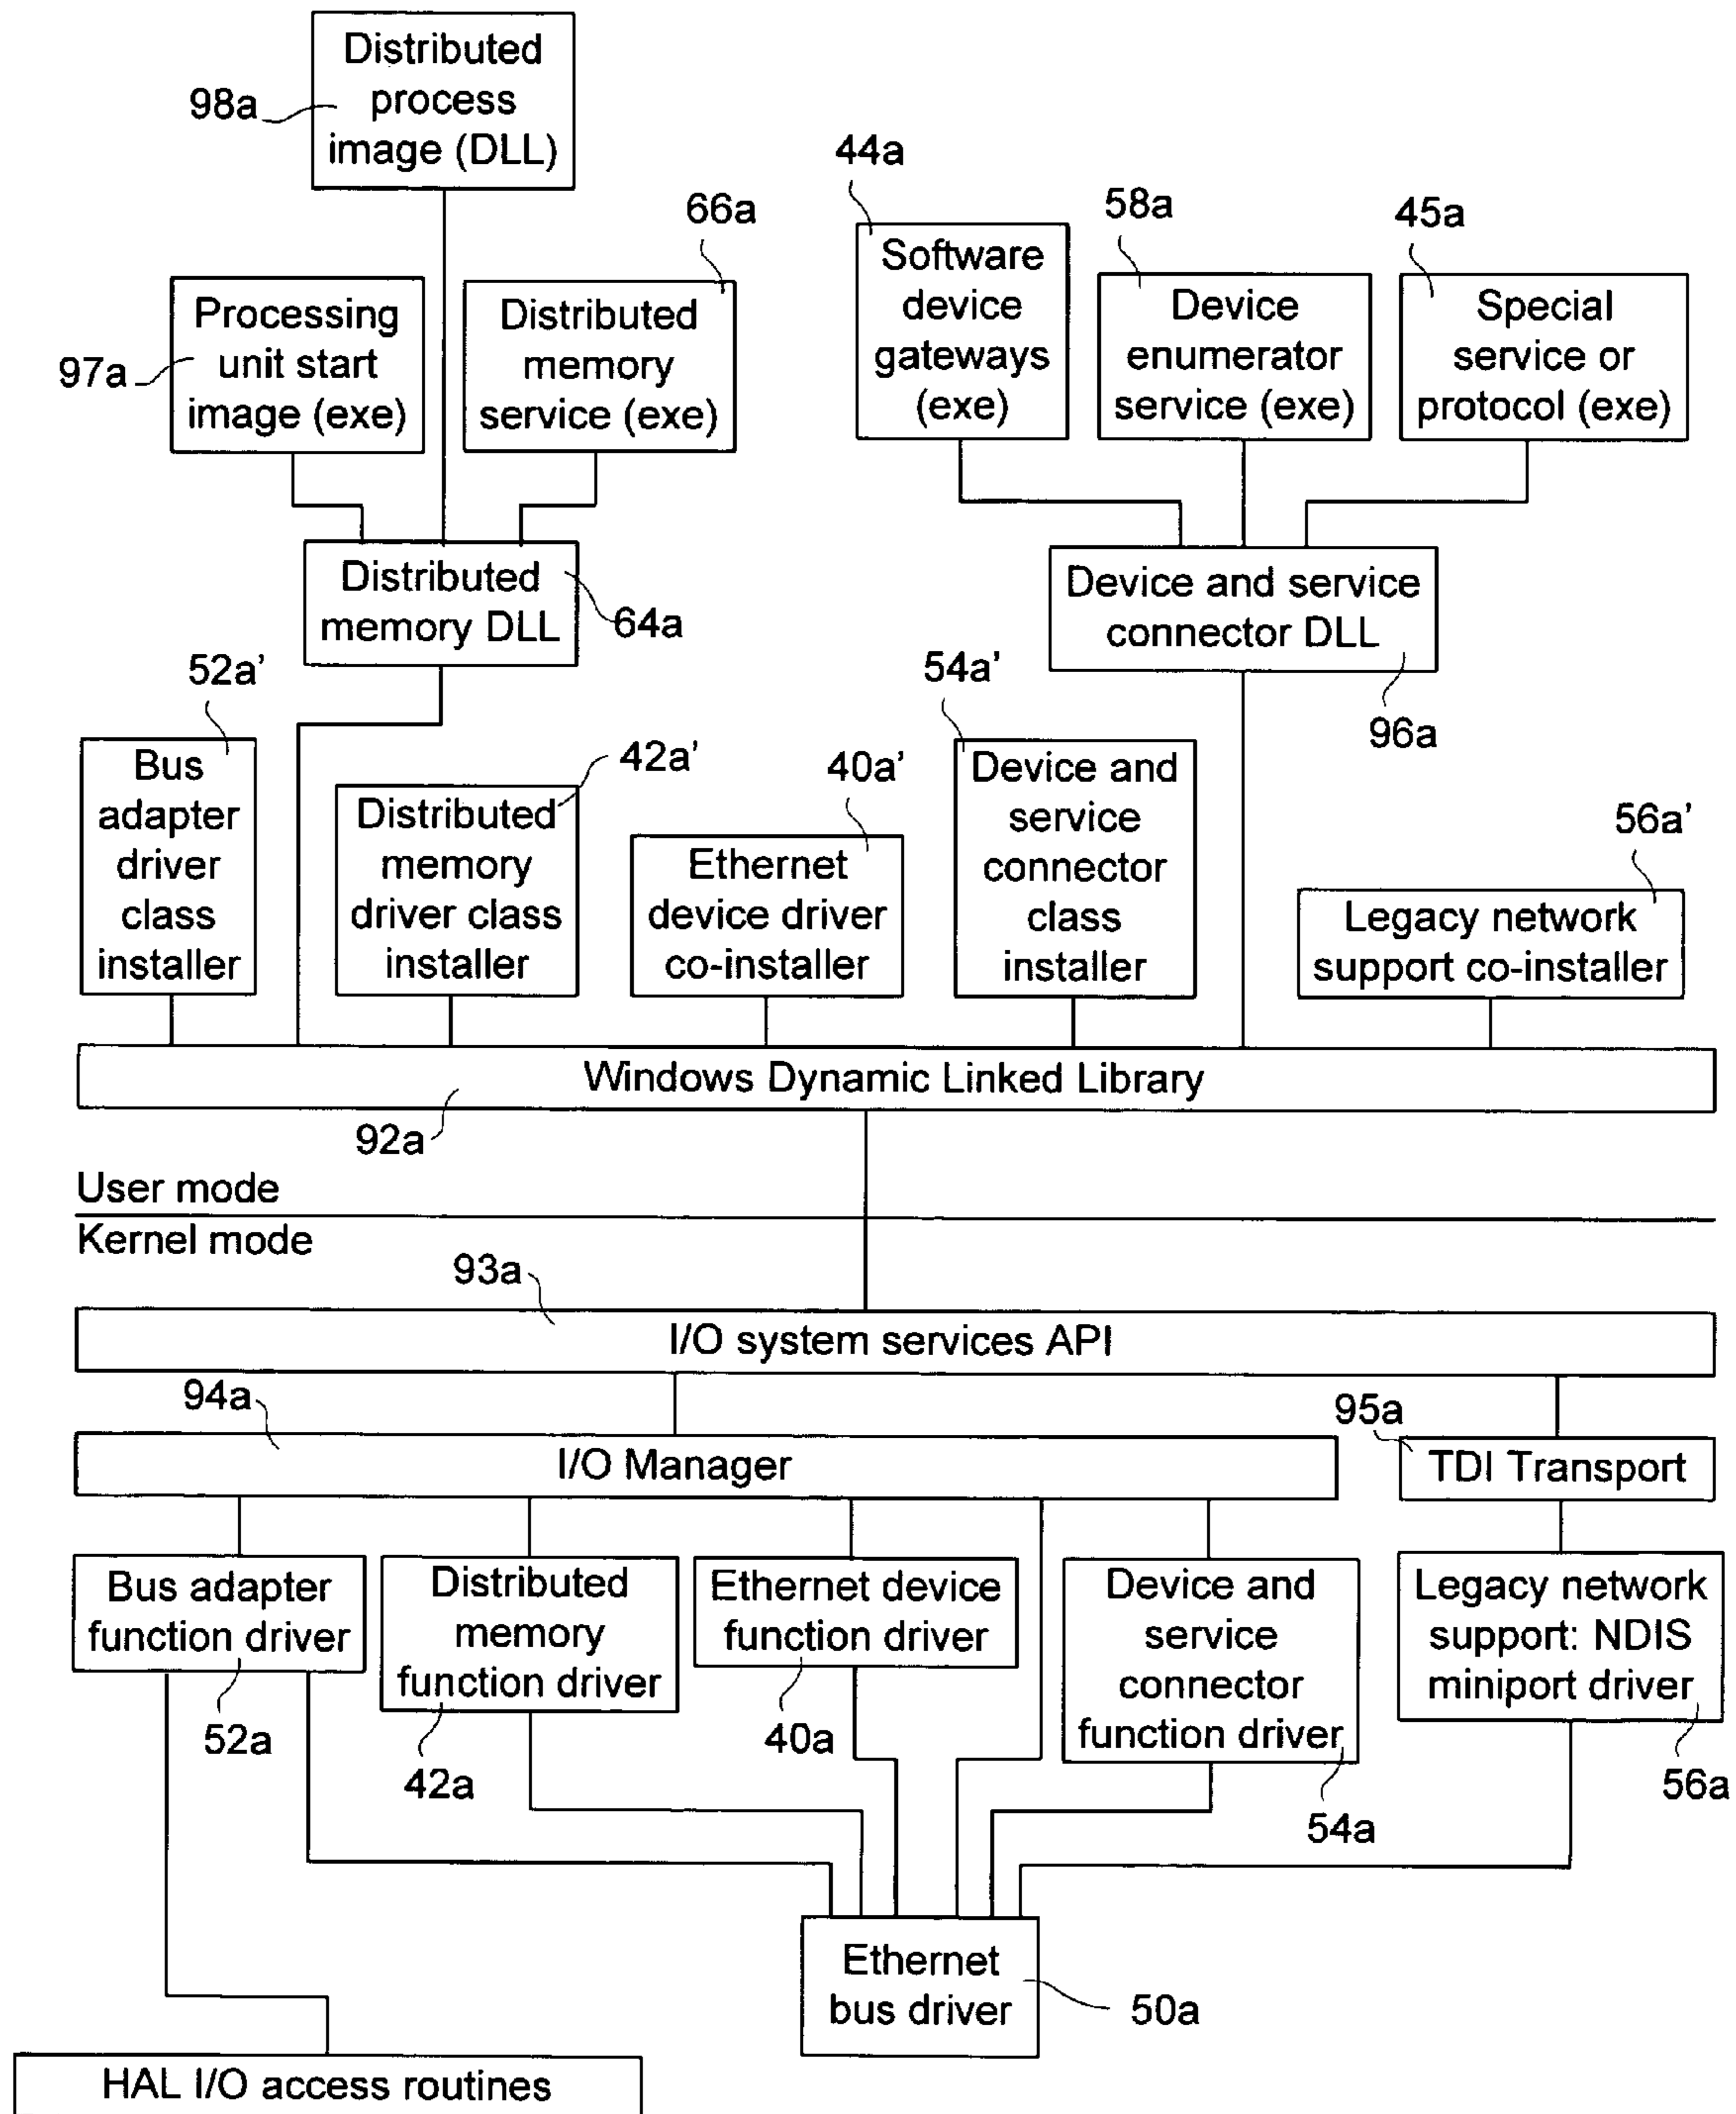 Distributed
process
image (DLL)
98a
44a
66a
58a
45a
Software
device
gateways
(exe)
Processing
unit start
image (exe)
97a
Distributed
memory
service (exe)
Device
enumerator
service (exe)
Special
service or
protocol (exe)
Distributed
memory DLL
64a
Device and service
connector DLL
96a
52a'
54a'
42a'
40a'
56a'
Bus
adapter
driver
class
installer
Distributed
memory
driver class
installer
Ethernet
device driver
co-installer
Device and
service
connector
class
installer
Legacy network
support co-installer
Windows Dynamic Linked Library
92a
User mode
Kernel mode
93a
I/O system services API
94a
95a
I/O Manager
TDI Transport
Bus adapter
function driver
52a
Distributed
memory
function driver
42a
Ethernet device
function driver
40a
Device and
service
connector
function driver
54a
Legacy network
support: NDIS
miniport driver
56a
Ethernet
bus driver
50a
HAL I/O access routines